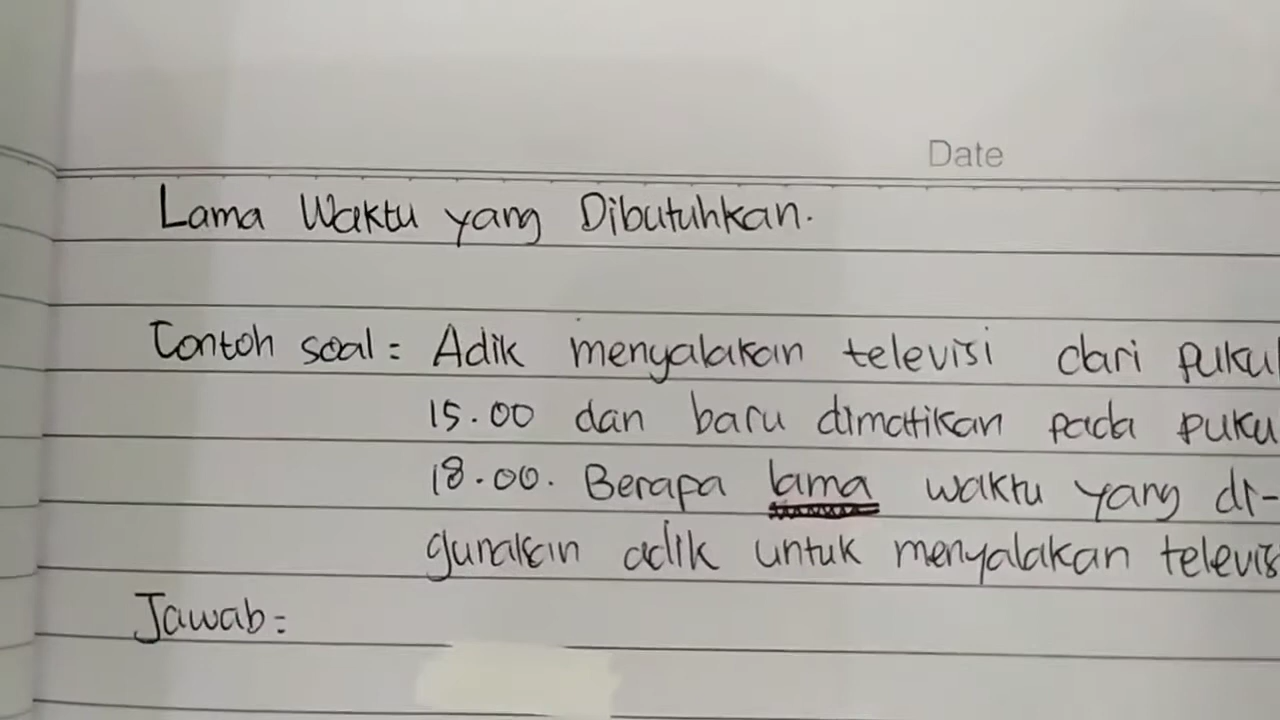 Date
Lama Waktu yang Dibutuhkan.
Contoh soal = Adik menyalakan televisi dari pukul
15.00 dan baru dimatikan pada puku
18.00. Berapa lama waktu yang di-
gunakan adik untuk menyalakan televis
Jawab =